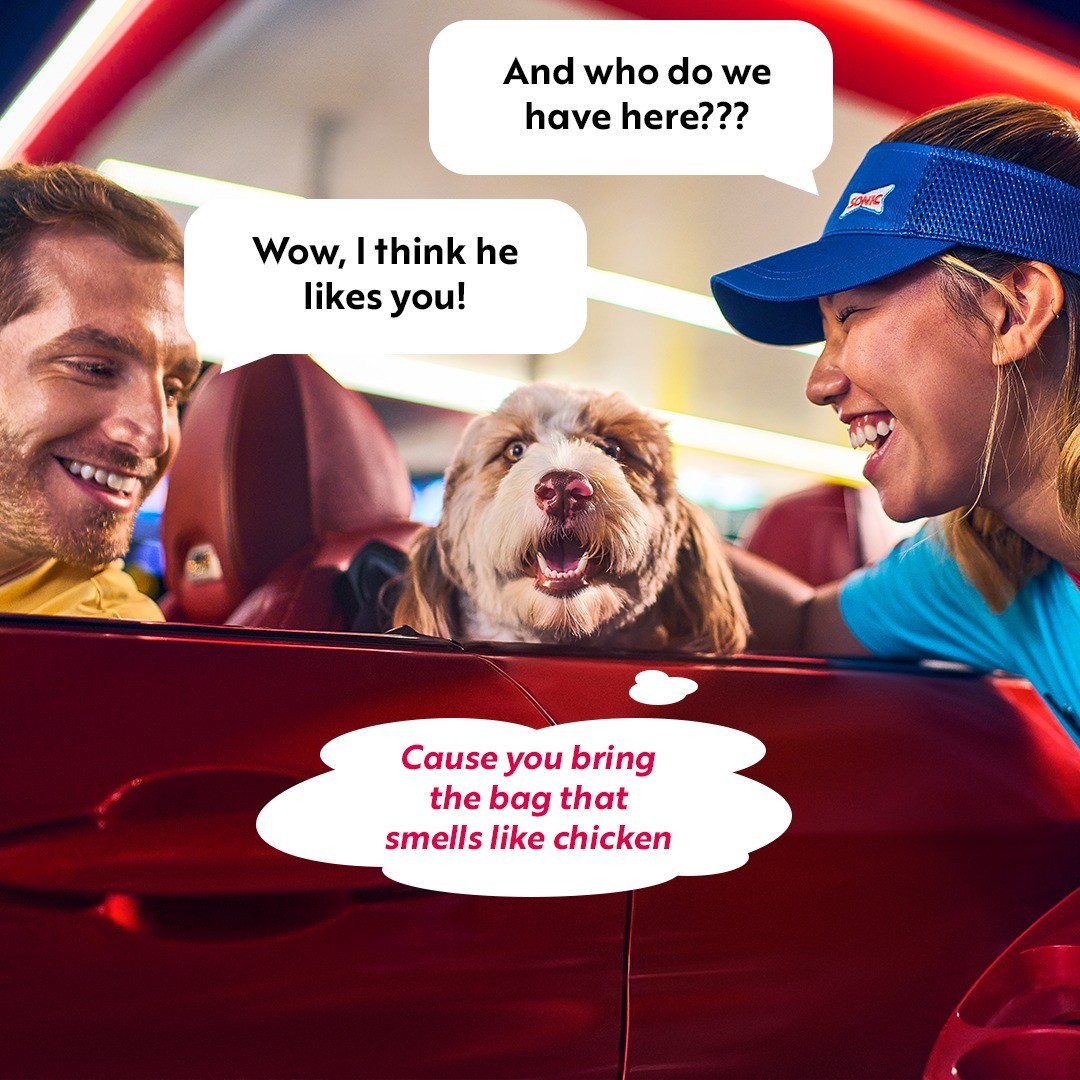 And who do we
have here???
SONIC
Wow, I think he
likes you!
Cause you bring
the bag that
smells like chicken